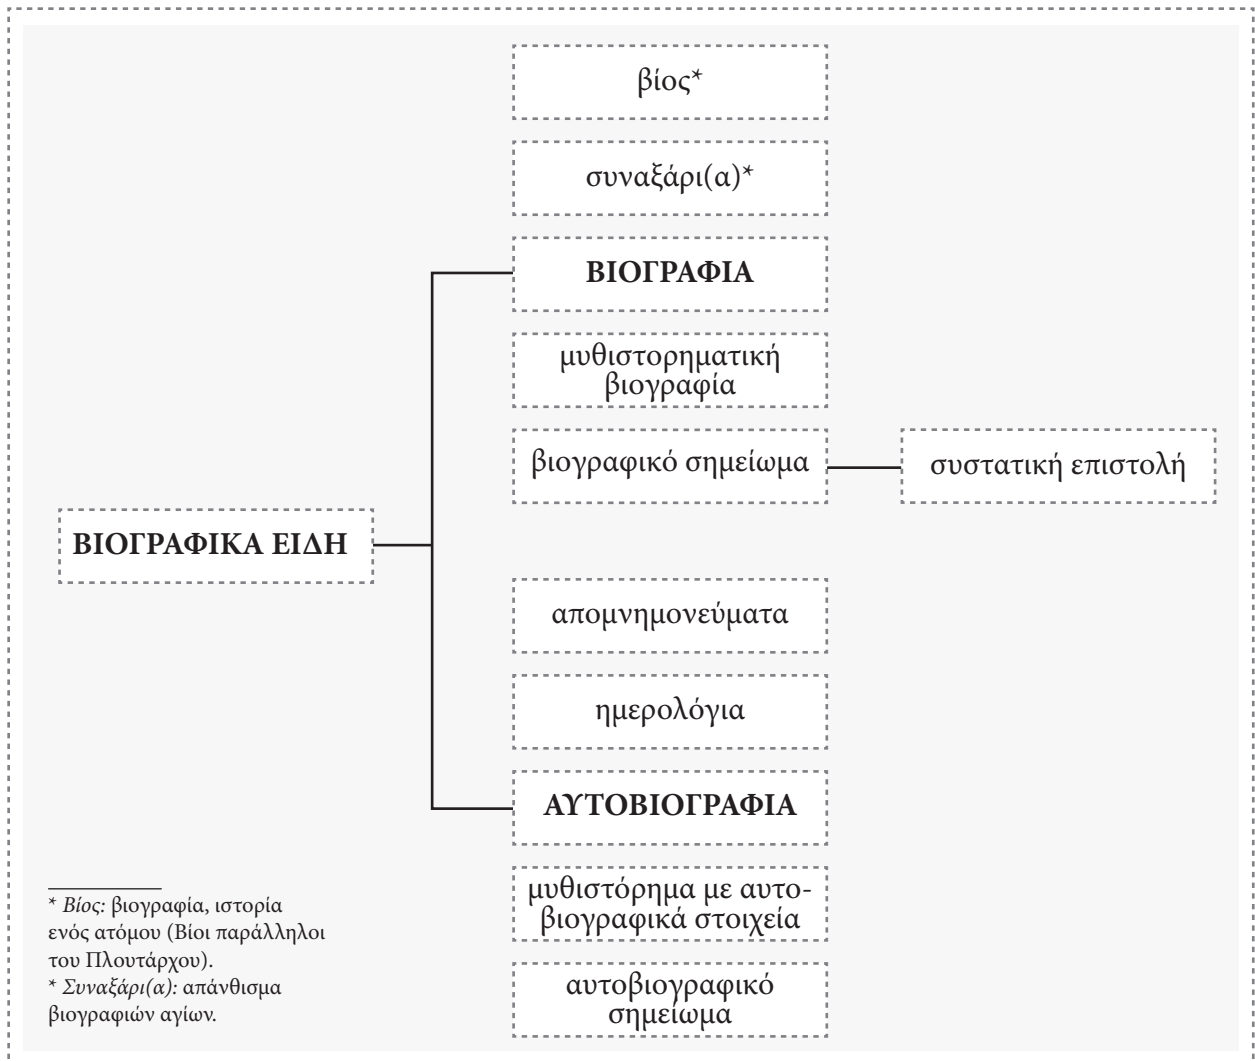 βίος*
συναξάρι(α)*
ΒΙΟΓΡΑΦΙΑ
μυθιστορηματική
βιογραφία
βιογραφικό σημείωμα
συστατική επιστολή
ΒΙΟΓΡΑΦΙΚΑ ΕΙΔΗ
απομνημονεύματα
ημερολόγια
ΑΥΤΟΒΙΟΓΡΑΦΙΑ
μυθιστόρημα με αυτο-
βιογραφικά στοιχεία
αυτοβιογραφικό
σημείωμα
* Βίος: βιογραφία, ιστορία
ενός ατόμου (Βίοι παράλληλοι
του Πλουτάρχου).
* Συναξάρι(α): απάνθισμα
βιογραφιών αγίων.